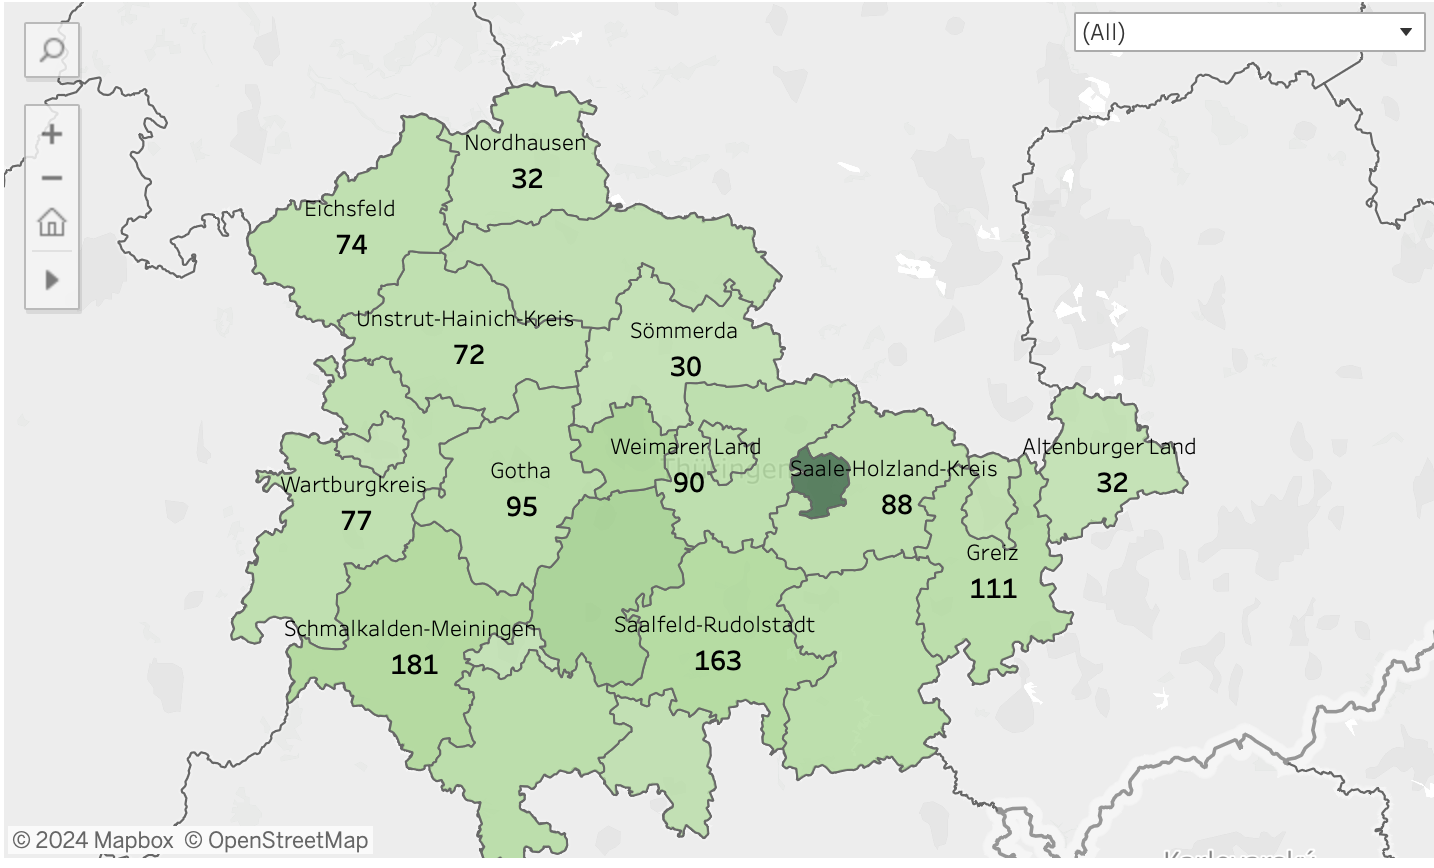 (All)
Nordhausen
32
Eichsfeld
74
Unstrut-Hainich-Kreis
72
Sömmerda
30
Weimarer Land
90
Thüringen
Saale-Holzland-Kreis
88
Altenburger Land
32
Gotha
95
Wartburgkreis
77
Greiz
111
Schmalkalden-Meiningen
181
Saalfeld-Rudolstadt
163
© 2024 Mapbox © OpenStreetMap